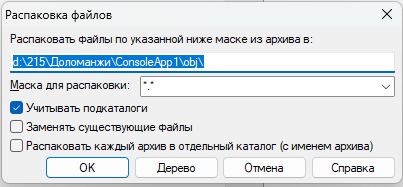 Распаковка файлов
Распаковать файлы по указанной ниже маске из архива в:
d:\215\Доломанжи\ConsoleApp1\obj\
Маска для распаковки: *.*
Учитывать подкаталоги
Заменять существующие файлы
Распаковать каждый архив в отдельный каталог (с именем архива)
OK Дерево Отмена Справка